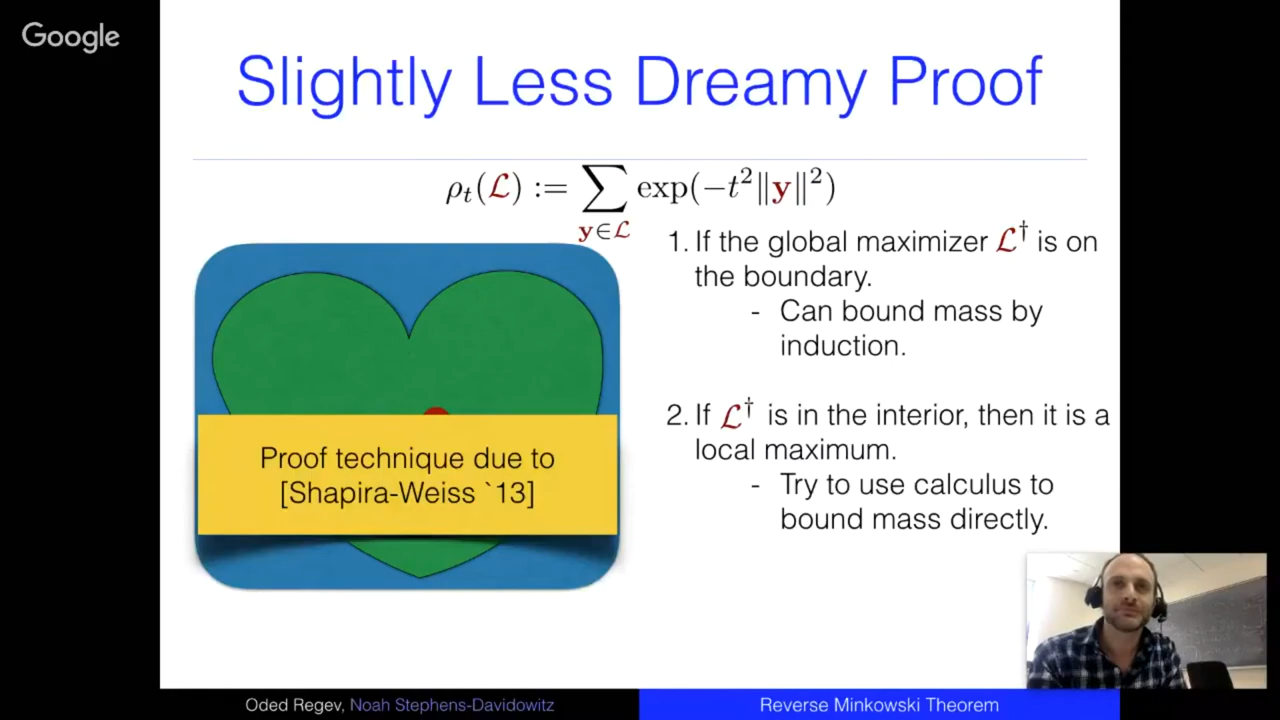 Google
Slightly Less Dreamy Proof
ρ_t(ℒ) := ∑_{y∈ℒ} exp(−t²‖y‖²)
1. If the global maximizer ℒ† is on
the boundary.
- Can bound mass by
induction.
2. If ℒ† is in the interior, then it is a
local maximum.
- Try to use calculus to
bound mass directly.
Proof technique due to
[Shapira-Weiss `13]
Oded Regev, Noah Stephens-Davidowitz
Reverse Minkowski Theorem